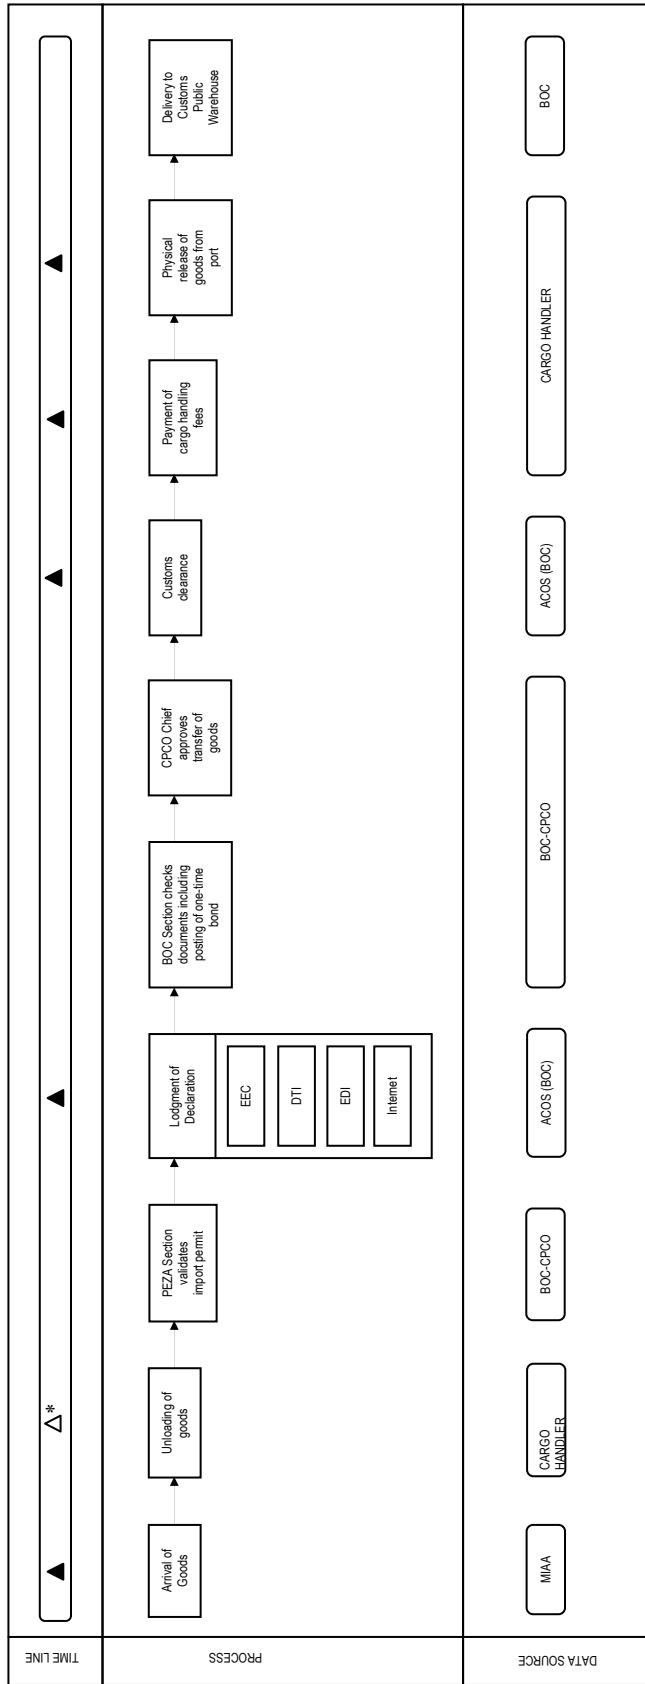 TIME LINE
*
PROCESS
Arrival of
Goods
Unloading of
goods
PEZA Section
validates
import permit
Lodgment of
Declaration
EEC
DTI
EDI
Internet
BOC Section checks
documents including
posting of one-time
bond
CPCO Chief
approves
transfer of
goods
Customs
clearance
Payment of
cargo handling
fees
Physical
release of
goods from
port
Delivery to
Customs
Public
Warehouse
DATA SOURCE
MIAA
CARGO
HANDLER
BOC-CPCO
ACOS (BOC)
BOC-CPCO
ACOS (BOC)
CARGO HANDLER
BOC